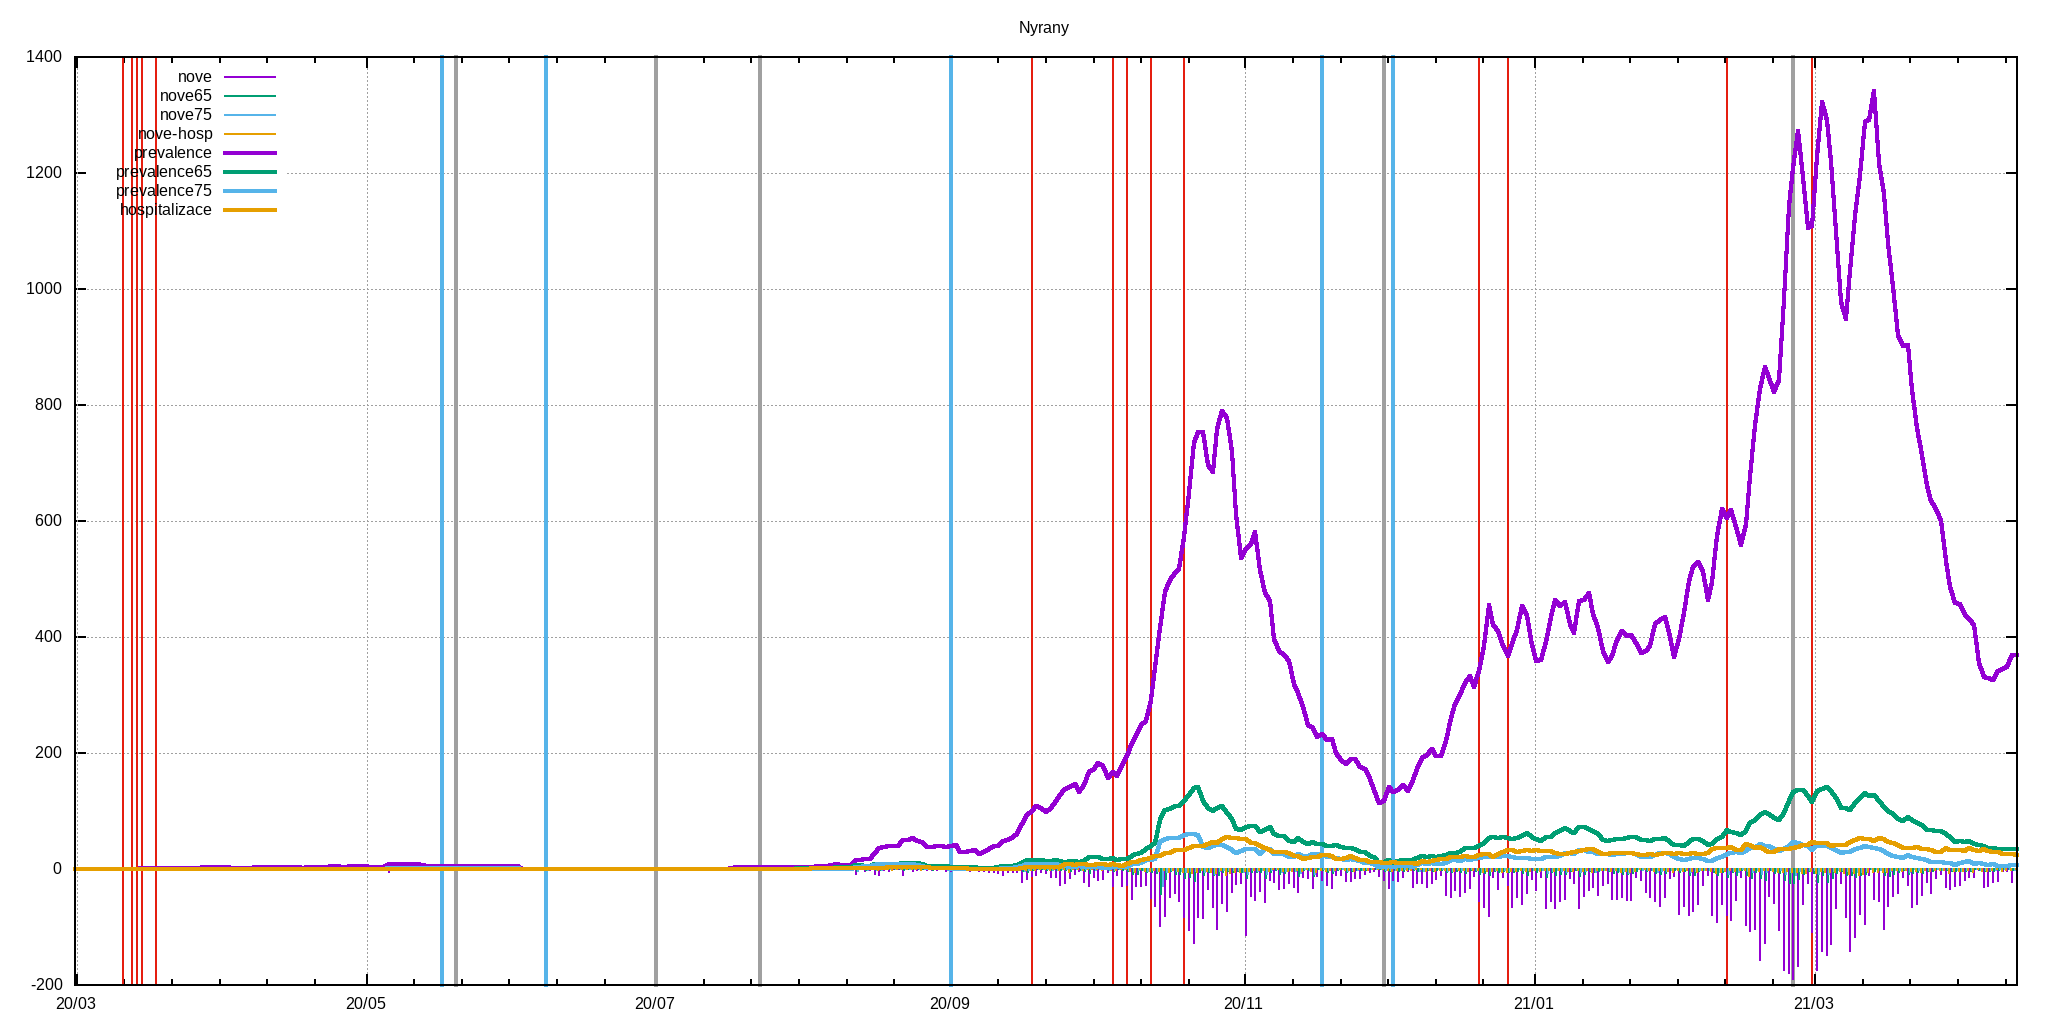 Nyrany
1400
nove
nove65
nove75
nove-hosp
prevalence
prevalence65
prevalence75
hospitalizace
1200
1000
800
600
400
200
0
-200
20/03 20/05 20/07 20/09 20/11 21/01 21/03